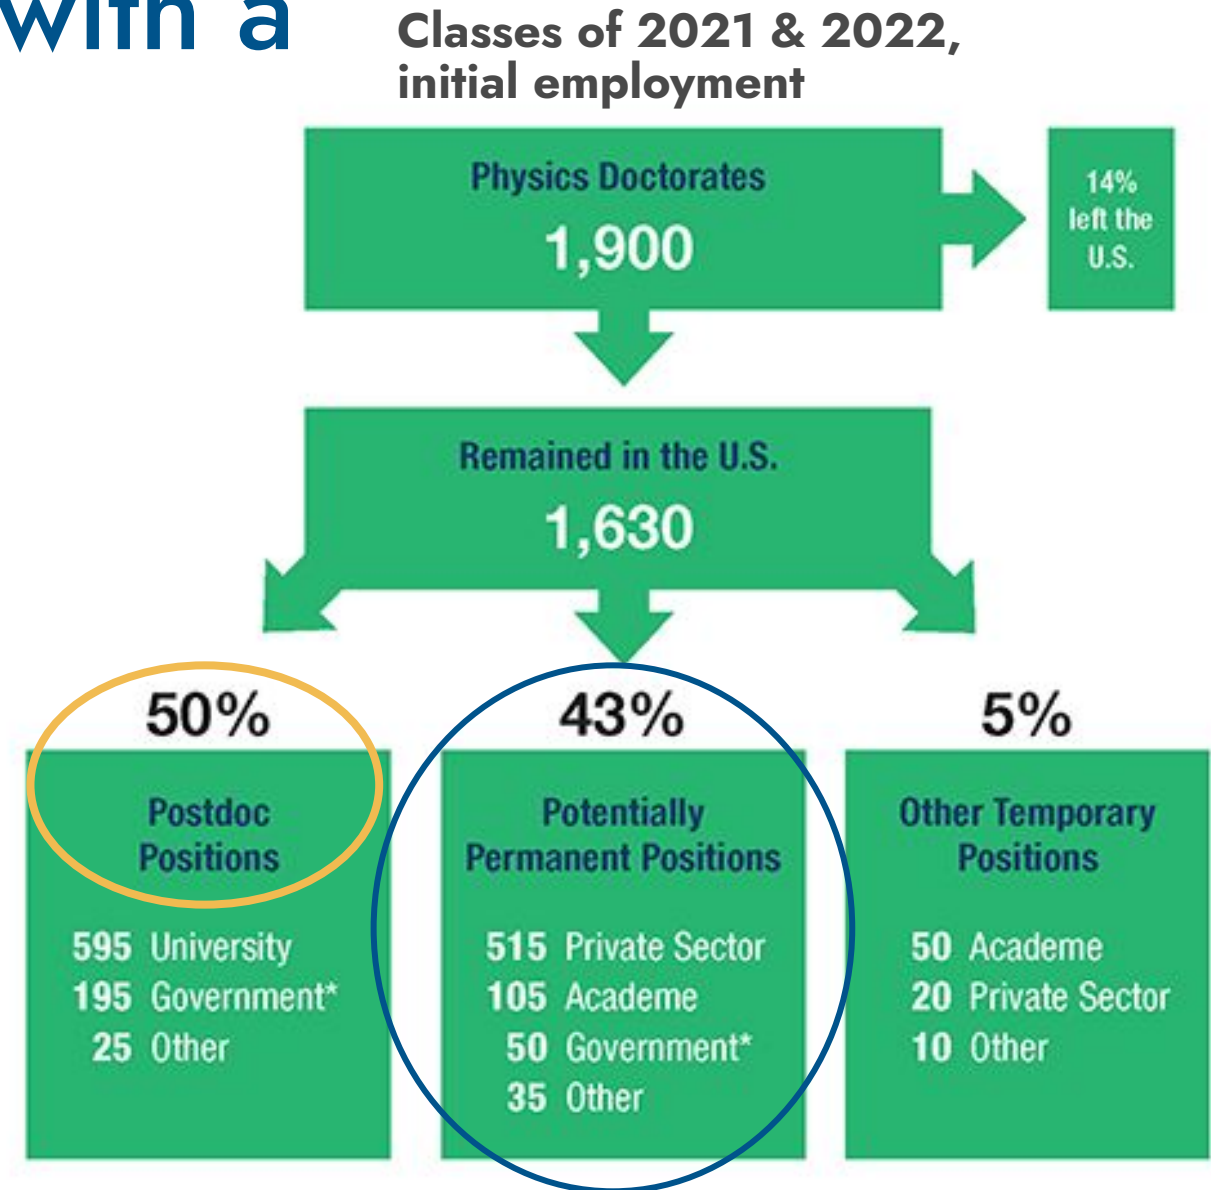 with a
Classes of 2021 & 2022,
initial employment
Physics Doctorates
1,900
14%
left the
U.S.
Remained in the U.S.
1,630
50%
Postdoc
Positions
595 University
195 Government*
25 Other
43%
Potentially
Permanent Positions
515 Private Sector
105 Academe
50 Government*
35 Other
5%
Other Temporary
Positions
50 Academe
20 Private Sector
10 Other